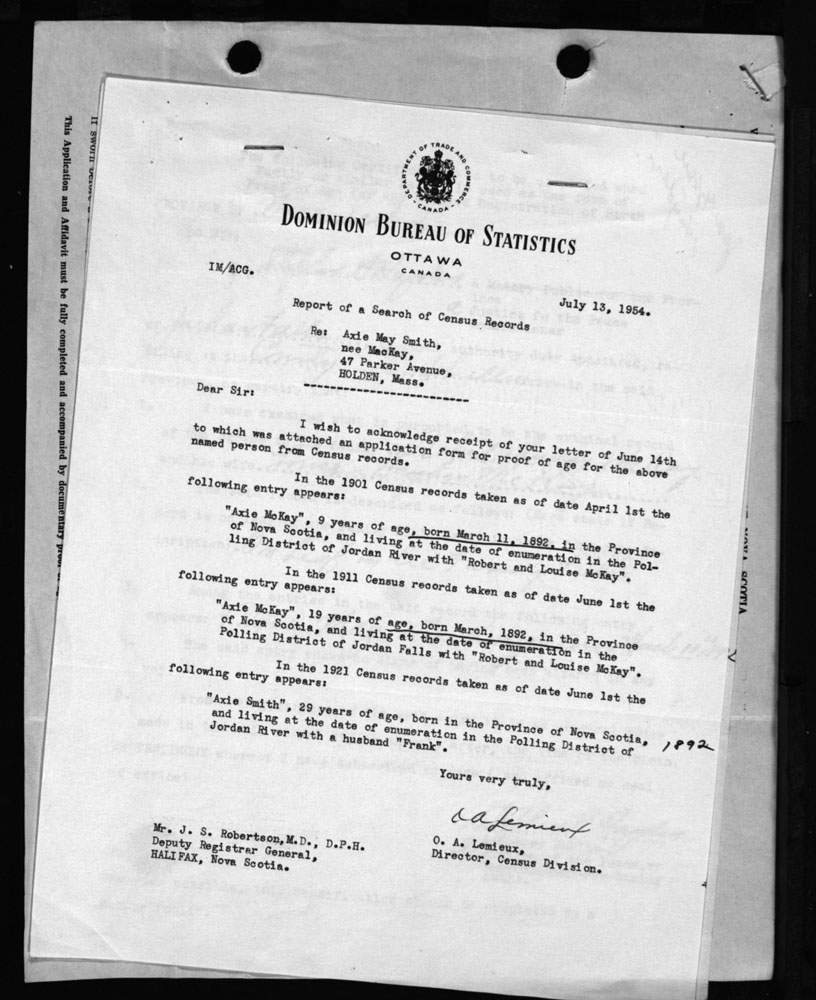 DEPARTMENT OF TRADE AND COMMERCE
CANADA
DOMINION BUREAU OF STATISTICS
OTTAWA
CANADA
IM/ACG.
July 13, 1954.
Report of a Search of Census Records
Re: Axie May Smith,
nee MacKay,
47 Parker Avenue,
HOLDEN, Mass.
Dear Sir:
I wish to acknowledge receipt of your letter of June 14th
to which was attached an application form for proof of age for the above
named person from Census records.
In the 1901 Census records taken as of date April 1st the
following entry appears:
"Axie McKay", 9 years of age, born March 11, 1892, in the Province
of Nova Scotia, and living at the date of enumeration in the Pol-
ling District of Jordan River with "Robert and Louise McKay".
In the 1911 Census records taken as of date June 1st the
following entry appears:
"Axie McKay", 19 years of age, born March, 1892, in the Province
of Nova Scotia, and living at the date of enumeration in the
Polling District of Jordan Falls with "Robert and Louise McKay".
In the 1921 Census records taken as of date June 1st the
following entry appears:
"Axie Smith", 29 years of age, born in the Province of Nova Scotia,
and living at the date of enumeration in the Polling District of
Jordan River with a husband "Frank".
1892
Yours very truly,
O A Lemieux
O. A. Lemieux,
Director, Census Division.
Mr. J. S. Robertson, M.D., D.P.H.
Deputy Registrar General,
HALIFAX, Nova Scotia.
This Application and Affidavit must be fully completed and accompanied by documentary
If sworn
SCOTIA